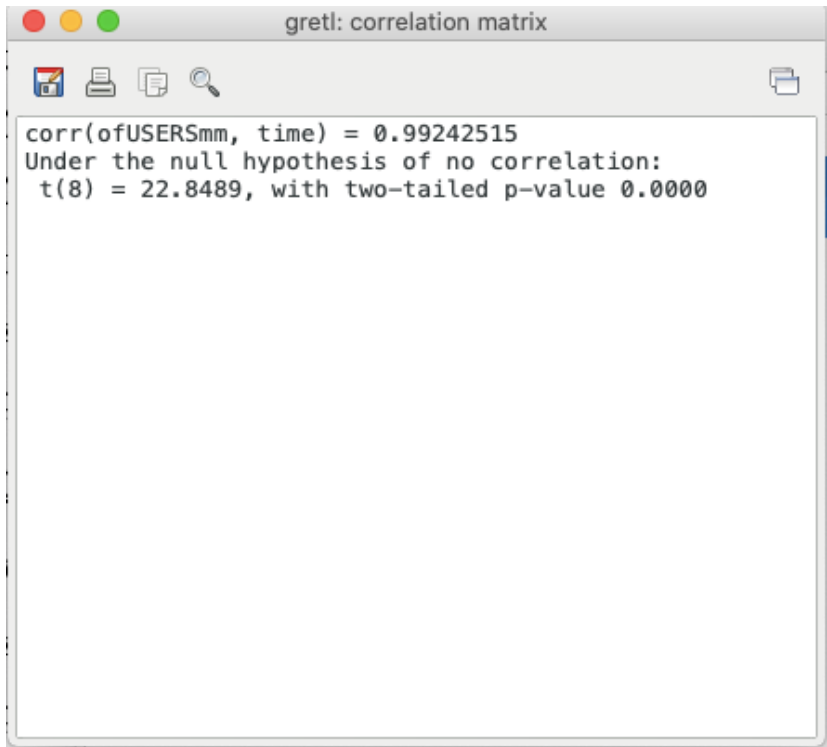 gretl: correlation matrix
corr(ofUSERSmm, time) = 0.99242515
Under the null hypothesis of no correlation:
t(8) = 22.8489, with two-tailed p-value 0.0000